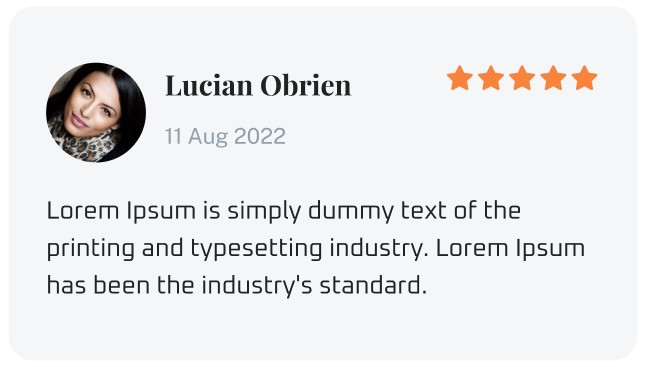 Lucian Obrien
11 Aug 2022
Lorem Ipsum is simply dummy text of the
printing and typesetting industry. Lorem Ipsum
has been the industry's standard.